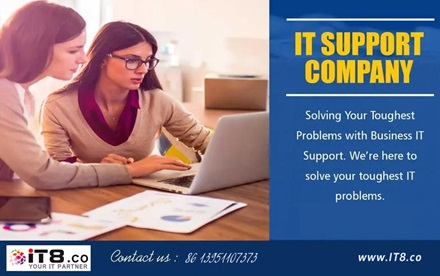 IT SUPPORT
COMPANY
Solving Your Toughest
Problems with Business IT
Support. We're here to
solve your toughest IT
problems.
iT8.co
YOUR IT PARTNER
Contact us : 86 13951107373
www.IT8.co